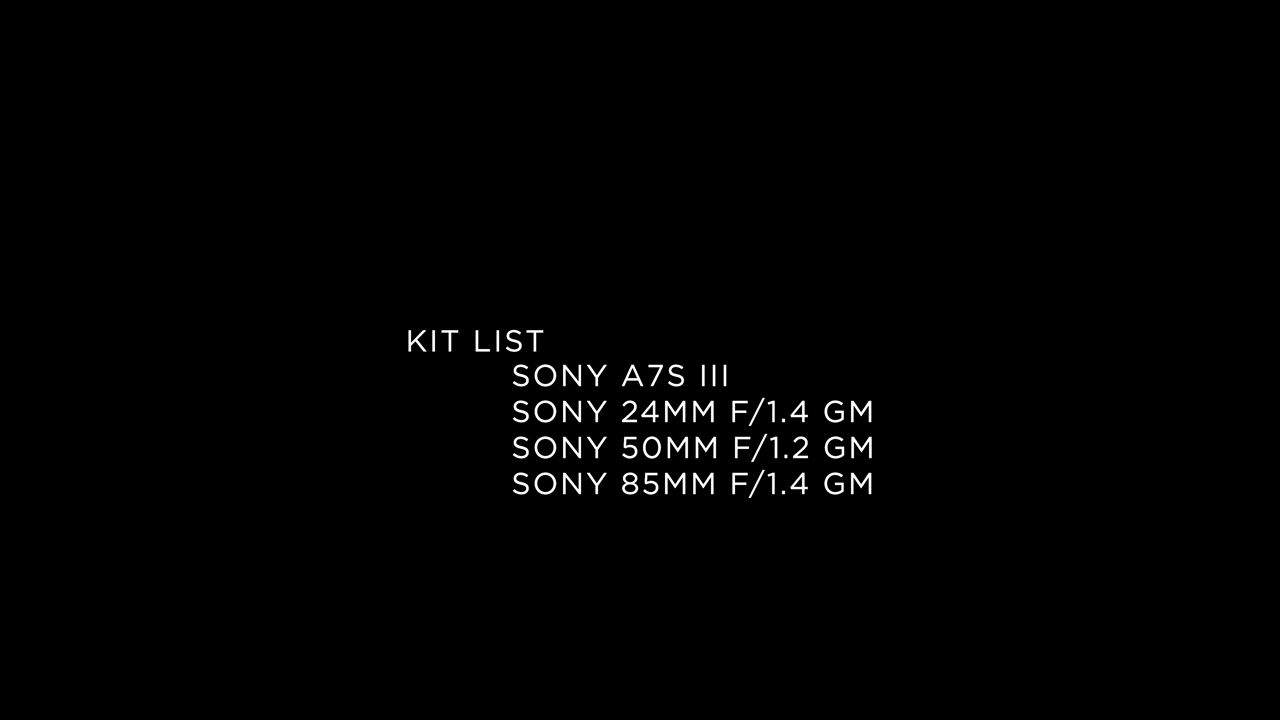 KIT LIST
SONY A7S III
SONY 24MM F/1.4 GM
SONY 50MM F/1.2 GM
SONY 85MM F/1.4 GM